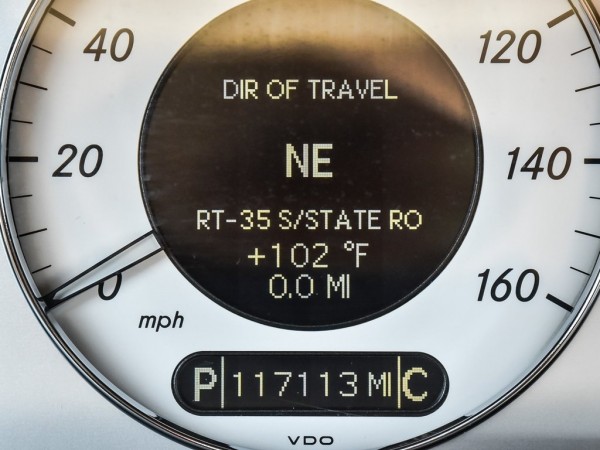 40
120
DIR OF TRAVEL
20
NE
140
RT-35 S/STATE RO
+102 °F
0.0 MI
0
160
mph
P 117113 MI C
VDO